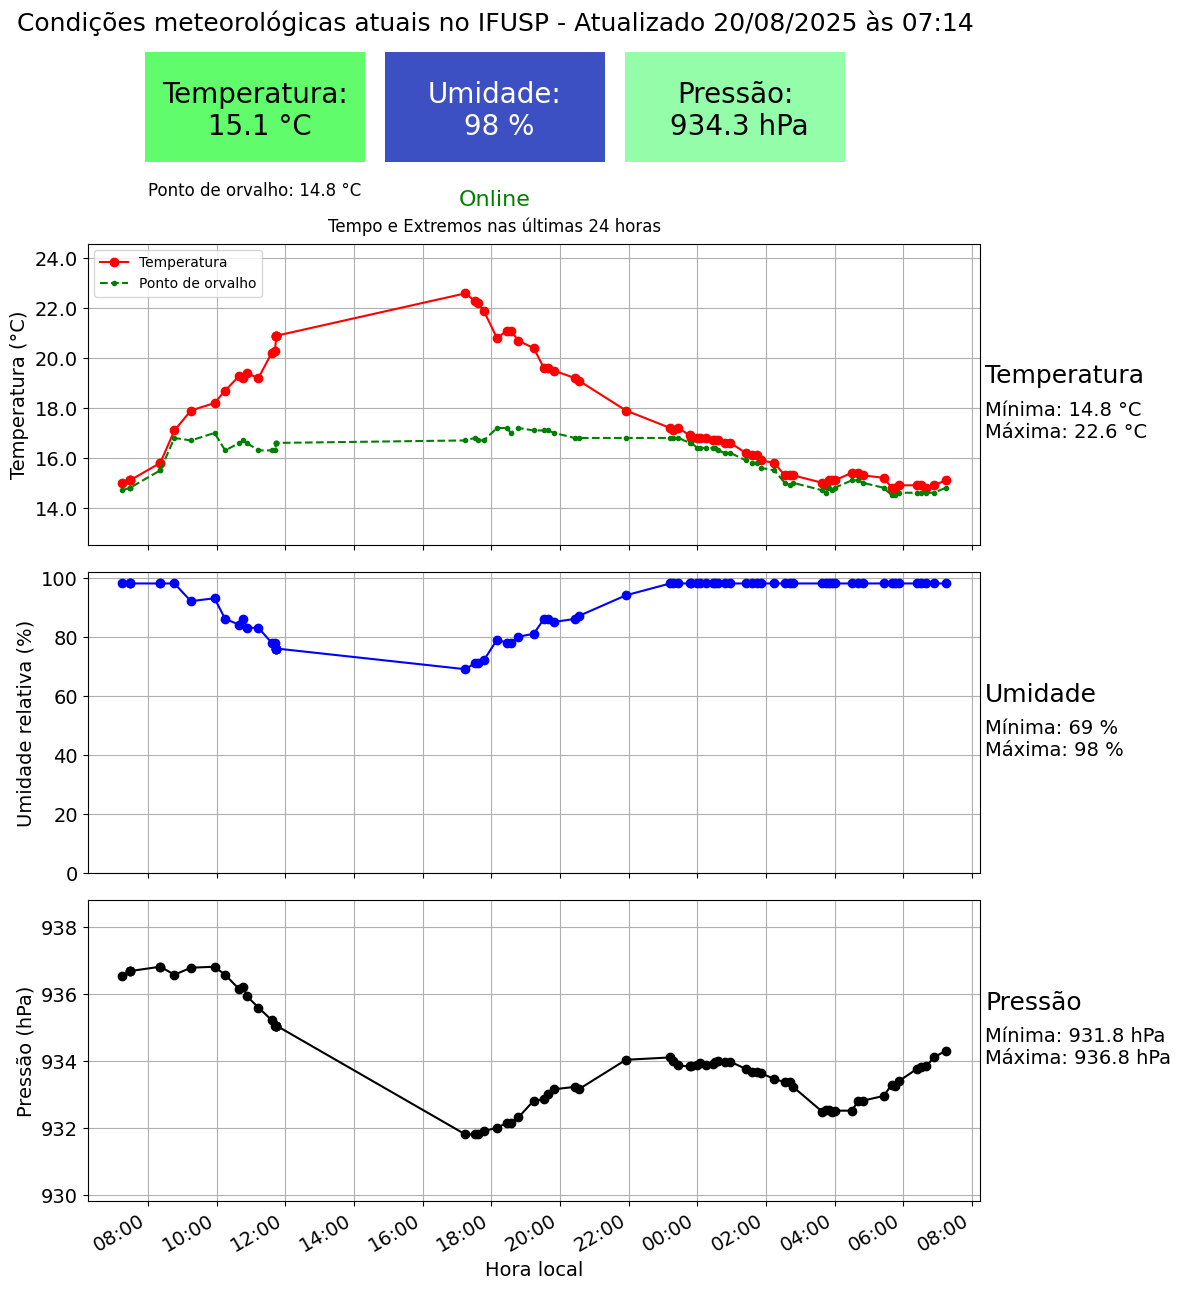 Condições meteorológicas atuais no IFUSP - Atualizado 20/08/2025 às 07:14
Temperatura:
15.1 °C
Umidade:
98 %
Pressão:
934.3 hPa
Ponto de orvalho: 14.8 °C
Online
Tempo e Extremos nas últimas 24 horas
Temperatura (°C)
24.0
22.0
20.0
18.0
16.0
14.0
Temperatura
Ponto de orvalho
Temperatura
Mínima: 14.8 °C
Máxima: 22.6 °C
Umidade relativa (%)
100
80
60
40
20
0
Umidade
Mínima: 69 %
Máxima: 98 %
Pressão (hPa)
938
936
934
932
930
Pressão
Mínima: 931.8 hPa
Máxima: 936.8 hPa
08:00 10:00 12:00 14:00 16:00 18:00 20:00 22:00 00:00 02:00 04:00 06:00 08:00
Hora local